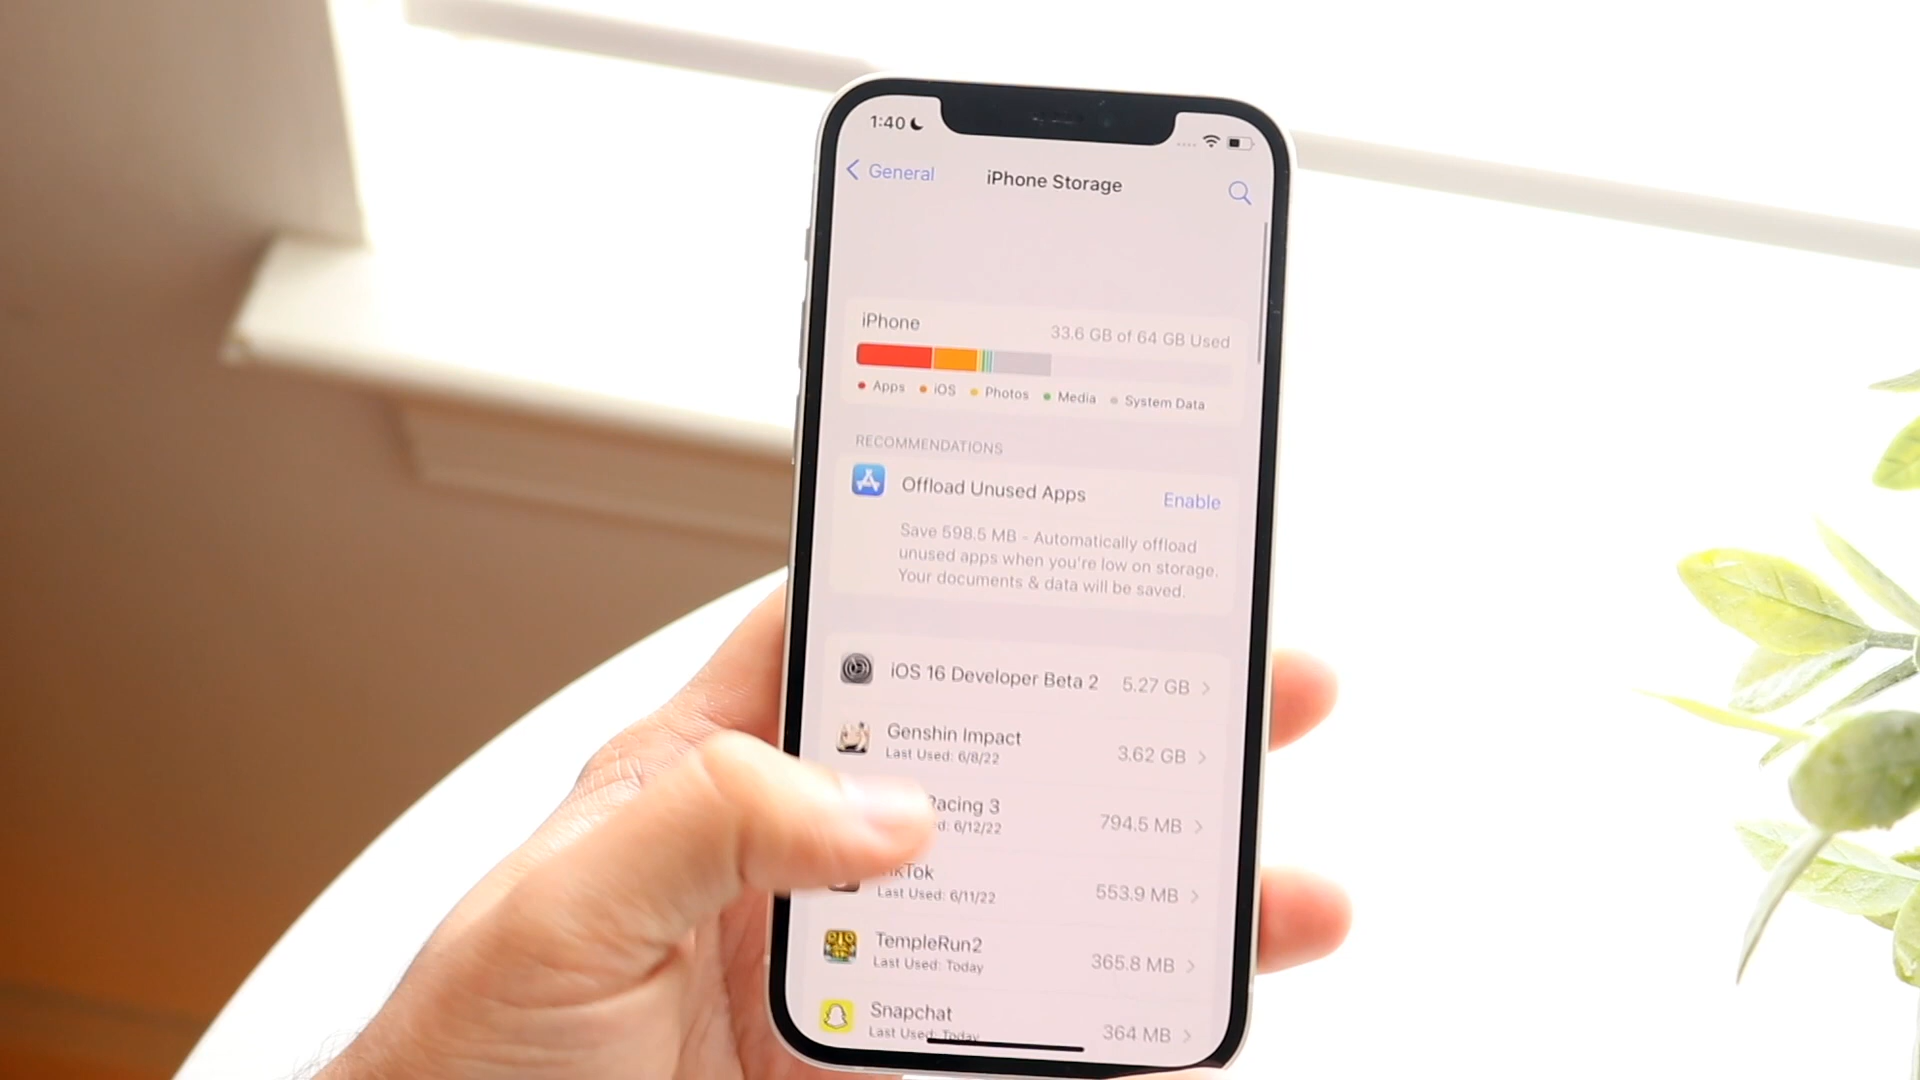 1:40
General
iPhone Storage
iPhone
33.6 GB of 64 GB Used
Apps iOS Photos Media System Data
RECOMMENDATIONS
Offload Unused Apps
Enable
Save 598.5 MB - Automatically offload
unused apps when you're low on storage.
Your documents & data will be saved.
iOS 16 Developer Beta 2 5.27 GB
Genshin Impact
Last Used: 6/8/22
3.62 GB
Racing 3
6/12/22
794.5 MB
Last Used: 6/11/22
553.9 MB
TempleRun2
Last Used: Today
365.8 MB
Snapchat
Last Used: Today
364 MB